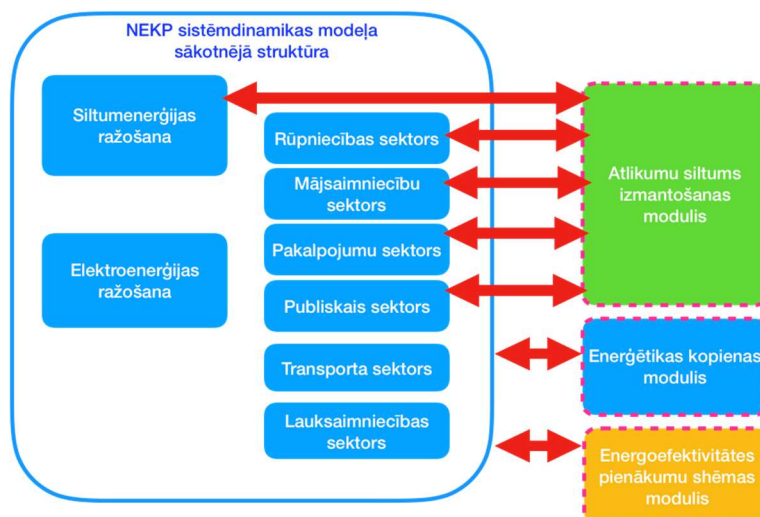 NEKP sistēmdinamikas modeļa
sākotnējā struktūra
Siltumenerģijas
ražošana
Elektroenerģijas
ražošana
Rūpniecības sektors
Mājsaimniecību
sektors
Pakalpojumu sektors
Publiskais sektors
Transporta sektors
Lauksaimniecības
sektors
Atlikumu siltums
izmantošanas
modulis
Enerģētikas kopienas
modulis
Energoefektivitātes
pienākumu shēmas
modulis